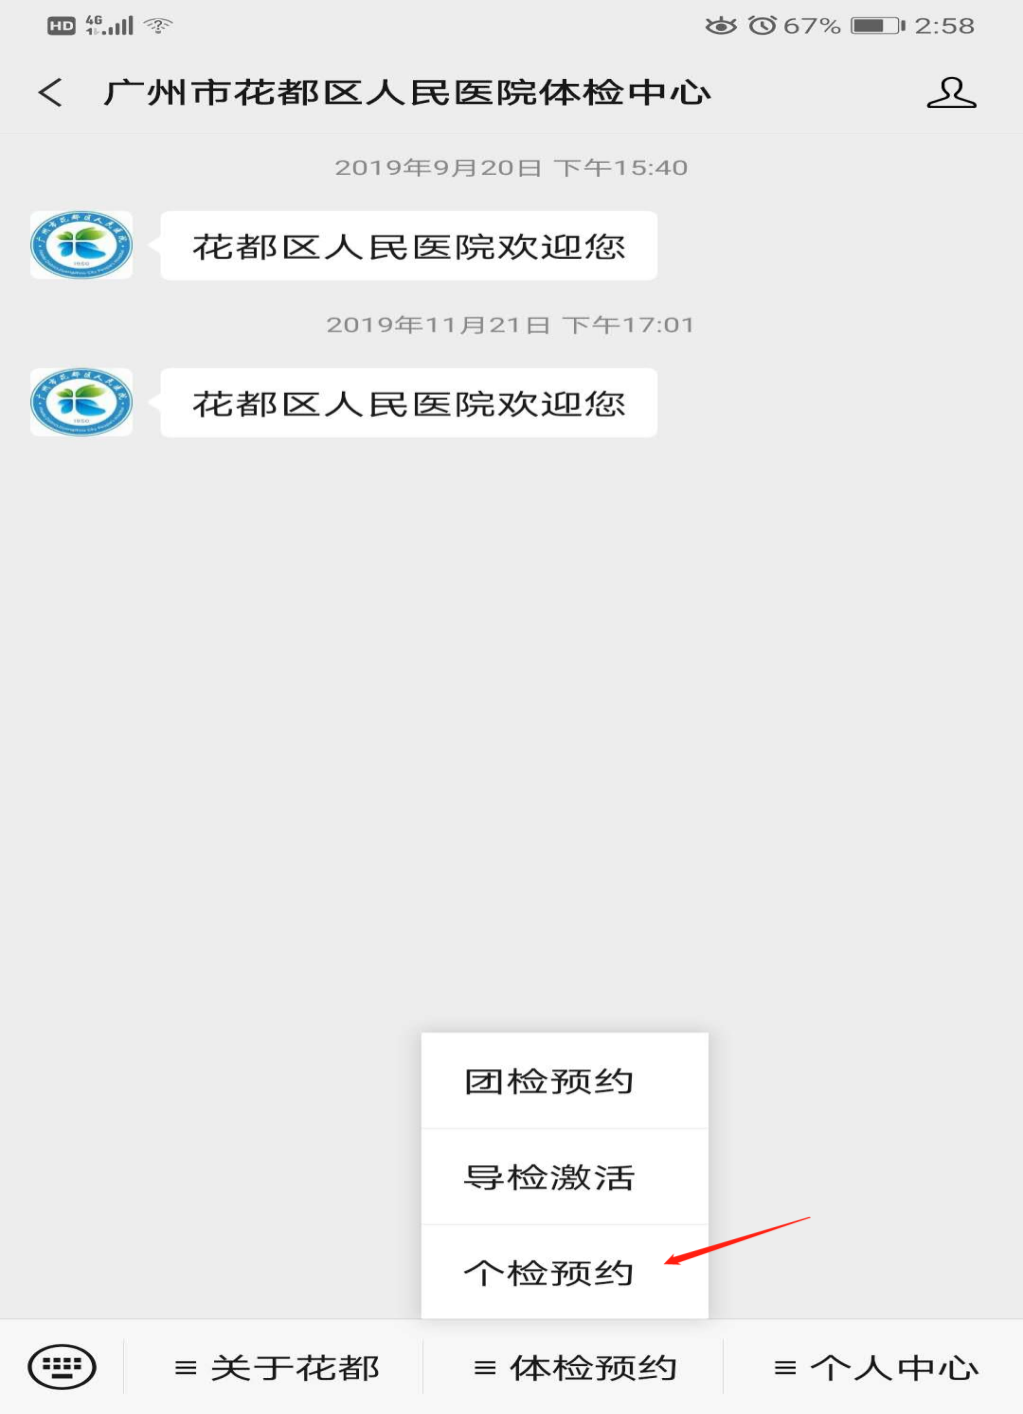 HD 4G 67% 2:58
广州市花都区人民医院体检中心
2019年9月20日 下午15:40
花都区人民医院欢迎您
2019年11月21日 下午17:01
花都区人民医院欢迎您
团检预约
导检激活
个检预约
≡ 关于花都
≡ 体检预约
≡ 个人中心